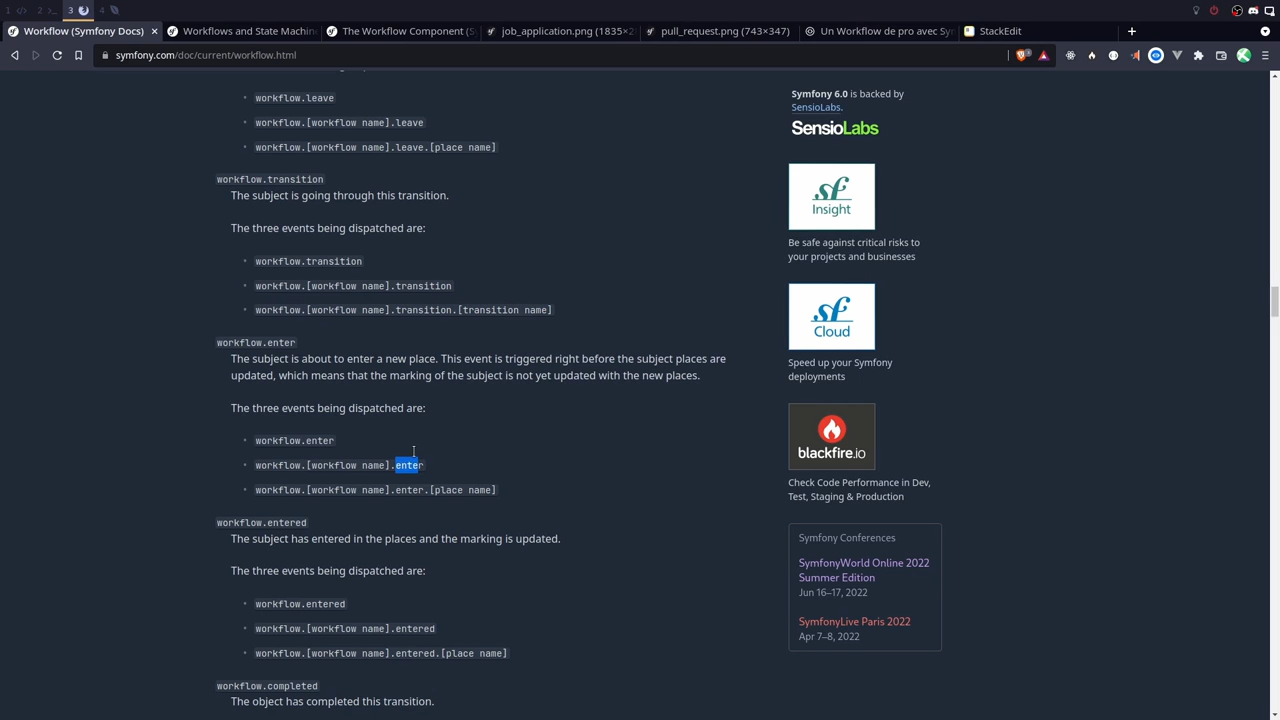 1
2
3
4
Workflow (Symfony Docs)
Workflows and State Machin
The Workflow Component (S
job_application.png (1835×2
pull_request.png (743×347)
Un Workflow de pro avec Sy
StackEdit
symfony.com/doc/current/workflow.html
workflow.leave
workflow.[workflow name].leave
workflow.[workflow name].leave.[place name]
workflow.transition
The subject is going through this transition.
The three events being dispatched are:
workflow.transition
workflow.[workflow name].transition
workflow.[workflow name].transition.[transition name]
workflow.enter
The subject is about to enter a new place. This event is triggered right before the subject places are
updated, which means that the marking of the subject is not yet updated with the new places.
The three events being dispatched are:
workflow.enter
workflow.[workflow name].enter
workflow.[workflow name].enter.[place name]
workflow.entered
The subject has entered in the places and the marking is updated.
The three events being dispatched are:
workflow.entered
workflow.[workflow name].entered
workflow.[workflow name].entered.[place name]
workflow.completed
The object has completed this transition.
Symfony 6.0 is backed by
SensioLabs.
SensioLabs
sf
Insight
Be safe against critical risks to
your projects and businesses
sf
Cloud
Speed up your Symfony
deployments
blackfire.io
Check Code Performance in Dev,
Test, Staging & Production
Symfony Conferences
SymfonyWorld Online 2022
Summer Edition
Jun 16–17, 2022
SymfonyLive Paris 2022
Apr 7–8, 2022